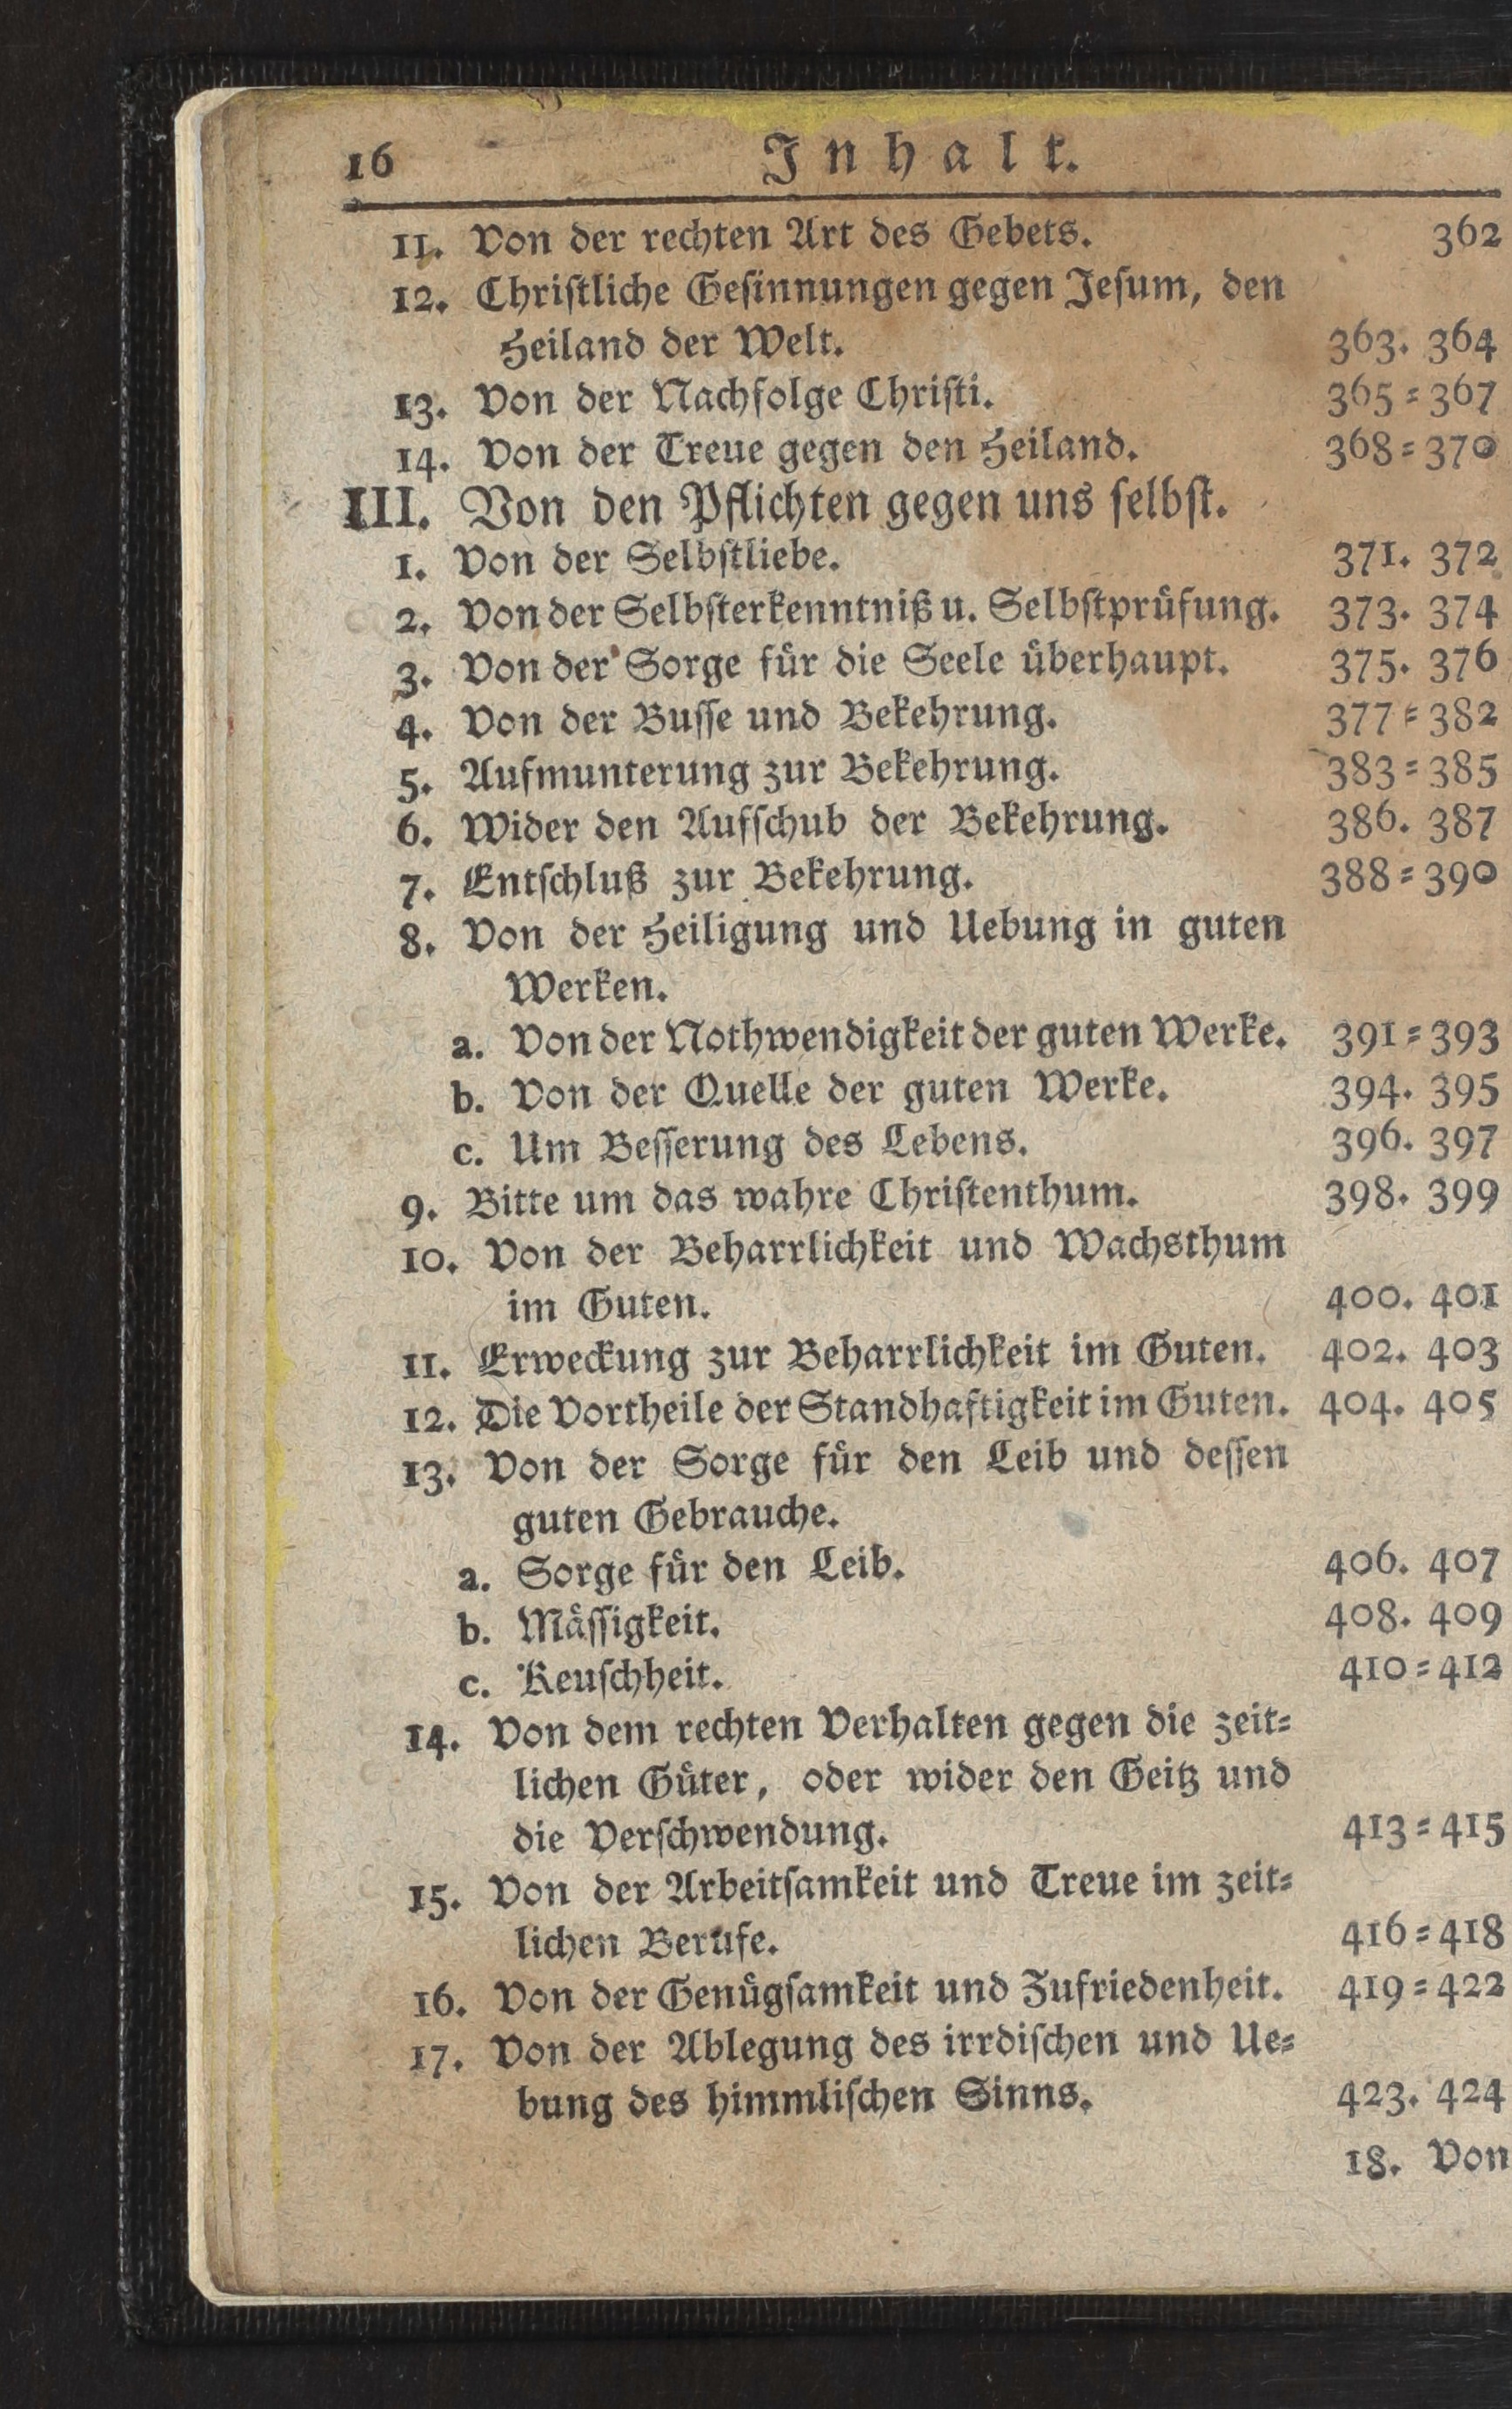 16 Inhalt.
11. Von der rechten Art des Gebets. 362
12. Christliche Gesinnungen gegen Jesum, den
Heiland der Welt. 363. 364
13. Von der Nachfolge Christi. 365=367
14. Von der Treue gegen den Heiland. 368=370
III. Von den Pflichten gegen uns selbst.
1. Von der Selbstliebe. 371. 372
2. Von der Selbsterkenntniß u. Selbstprüfung. 373. 374
3. Von der Sorge für die Seele überhaupt. 375. 376
4. Von der Busse und Bekehrung. 377=382
5. Aufmunterung zur Bekehrung. 383=385
6. Wider den Aufschub der Bekehrung. 386. 387
7. Entschluß zur Bekehrung. 388=390
8. Von der Heiligung und Uebung in guten
Werken.
a. Von der Nothwendigkeit der guten Werke. 391=393
b. Von der Quelle der guten Werke. 394. 395
c. Um Besserung des Lebens. 396. 397
9. Bitte um das wahre Christenthum. 398. 399
10. Von der Beharrlichkeit und Wachsthum
im Guten. 400. 401
11. Erweckung zur Beharrlichkeit im Guten. 402. 403
12. Die Vortheile der Standhaftigkeit im Guten. 404. 405
13. Von der Sorge für den Leib und dessen
guten Gebrauche.
a. Sorge für den Leib. 406. 407
b. Mässigkeit. 408. 409
c. Keuschheit. 410=412
14. Von dem rechten Verhalten gegen die zeit=
lichen Güter, oder wider den Geitz und
die Verschwendung. 413=415
15. Von der Arbeitsamkeit und Treue im zeit=
lichen Berufe. 416=418
16. Von der Genügsamkeit und Zufriedenheit. 419=422
17. Von der Ablegung des irrdischen und Ue=
bung des himmlischen Sinns. 423. 424
18. Von